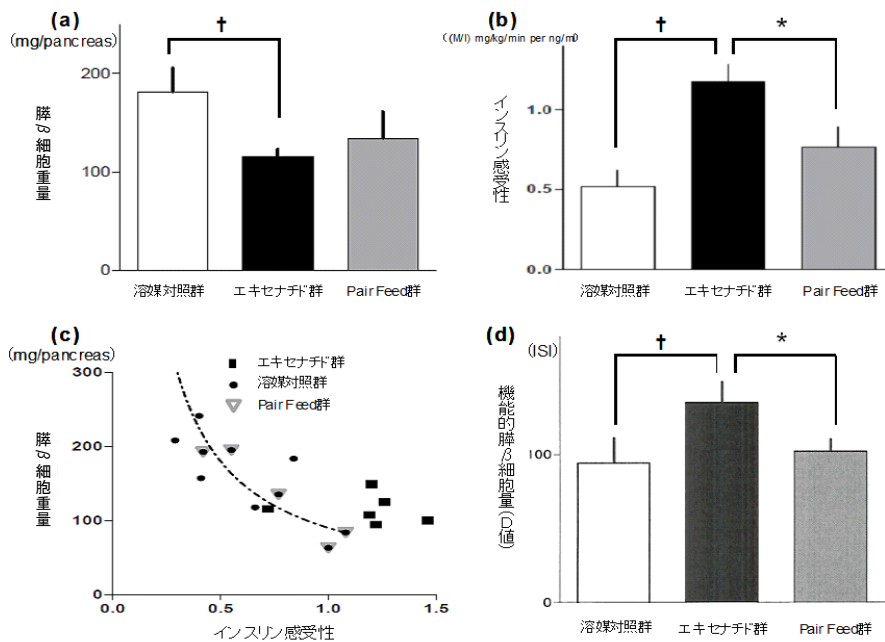 (a)
(mg/pancreas)
†
200
100
0
膵β細胞重量
溶媒対照群
エキセナチド群
Pair Feed群
(b)
((M/I) mg/kg/min per ng/ml)
†
*
1.0
0.5
0.0
インスリン感受性
溶媒対照群
エキセナチド群
Pair Feed群
(c)
(mg/pancreas)
エキセナチド群
溶媒対照群
Pair Feed群
300
200
100
0
膵β細胞重量
0.0
0.5
1.0
1.5
インスリン感受性
(d)
(ISI)
†
*
100
0
機能的膵β細胞量(D値)
溶媒対照群
エキセナチド群
Pair Feed群